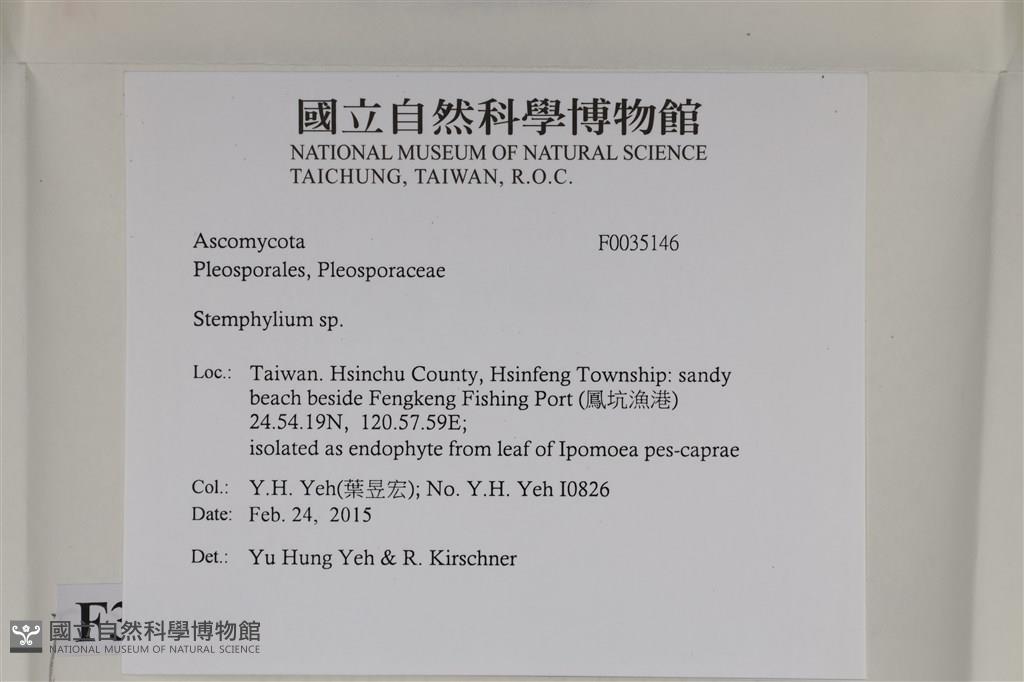 國立自然科學博物館
NATIONAL MUSEUM OF NATURAL SCIENCE
TAICHUNG, TAIWAN, R.O.C.
Ascomycota
F0035146
Pleosporales, Pleosporaceae
Stemphylium sp.
Loc.: Taiwan. Hsinchu County, Hsinfeng Township: sandy
beach beside Fengkeng Fishing Port (鳳坑漁港)
24.54.19N, 120.57.59E;
isolated as endophyte from leaf of Ipomoea pes-caprae
Col.: Y.H. Yeh(葉昱宏); No. Y.H. Yeh I0826
Date: Feb. 24, 2015
Det.: Yu Hung Yeh & R. Kirschner
國立自然科學博物館
NATIONAL MUSEUM OF NATURAL SCIENCE